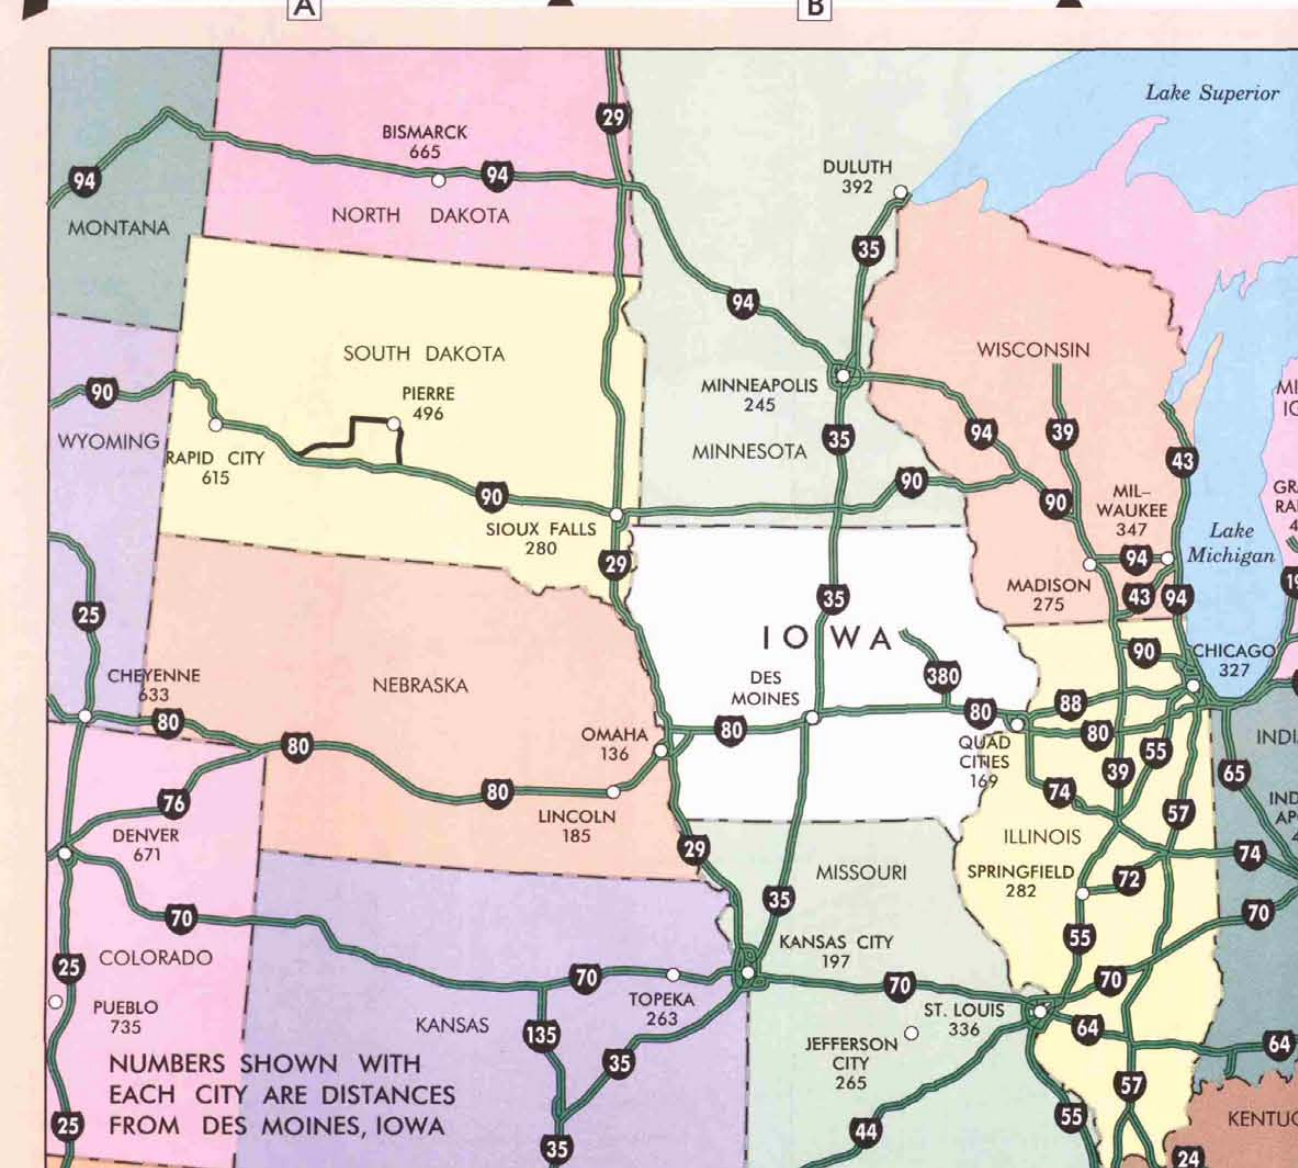 A
B
Lake Superior
29
BISMARCK
665
94
94
DULUTH
392
NORTH DAKOTA
MONTANA
35
94
SOUTH DAKOTA
WISCONSIN
90
PIERRE
496
MINNEAPOLIS
245
WYOMING
RAPID CITY
615
35
94
39
MINNESOTA
43
90
90
90
MIL–
WAUKEE
347
SIOUX FALLS
280
Lake
Michigan
29
94
MADISON
275
43
94
35
25
IOWA
90
CHICAGO
327
CHEYENNE
633
NEBRASKA
DES
MOINES
380
88
80
80
80
80
OMAHA
136
80
QUAD
CITIES
169
55
39
65
INDI
76
80
74
57
DENVER
671
LINCOLN
185
29
ILLINOIS
74
MISSOURI
SPRINGFIELD
282
72
35
70
70
55
KANSAS CITY
197
COLORADO
25
70
70
70
PUEBLO
735
TOPEKA
263
ST. LOUIS
336
KANSAS
135
64
64
JEFFERSON
CITY
265
35
NUMBERS SHOWN WITH
EACH CITY ARE DISTANCES
FROM DES MOINES, IOWA
57
25
44
55
KENTUC
35
24